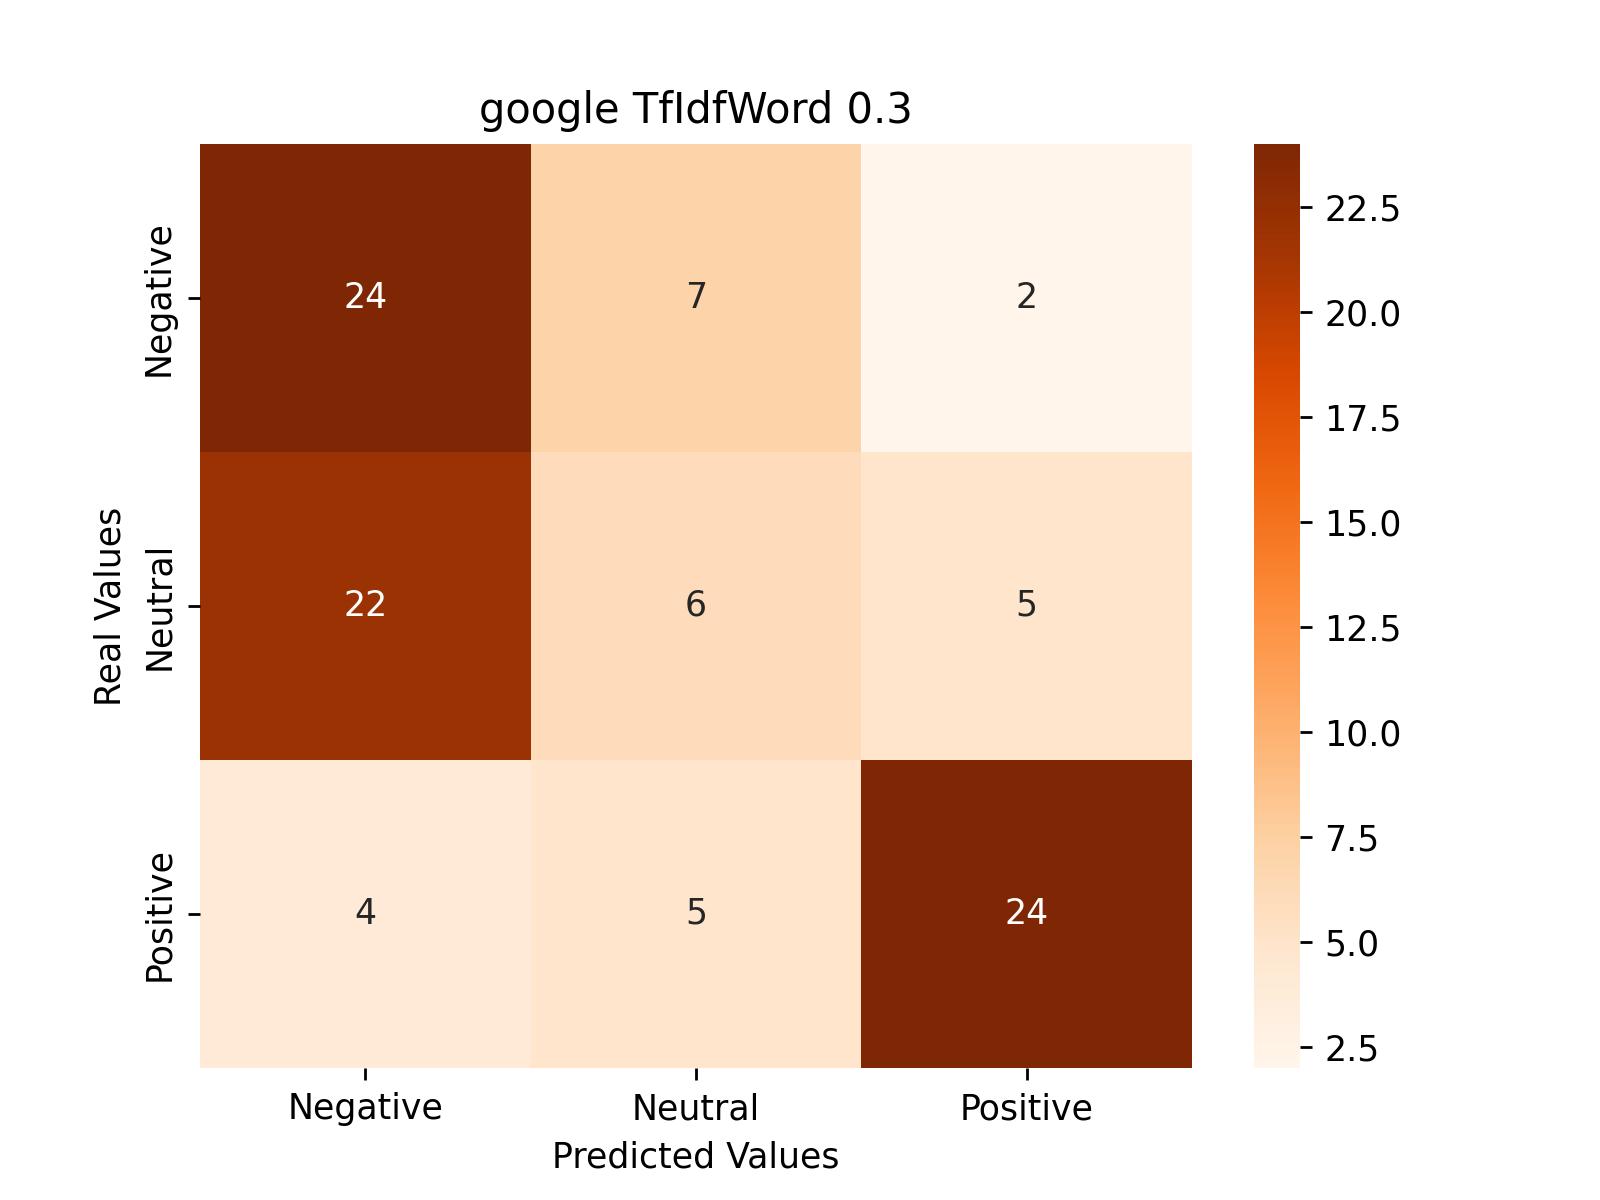 google TfIdfWord 0.3
Real Values
Negative
24
7
2
Neutral
22
6
5
Positive
4
5
24
Negative
Neutral
Positive
Predicted Values
22.5
20.0
17.5
15.0
12.5
10.0
7.5
5.0
2.5